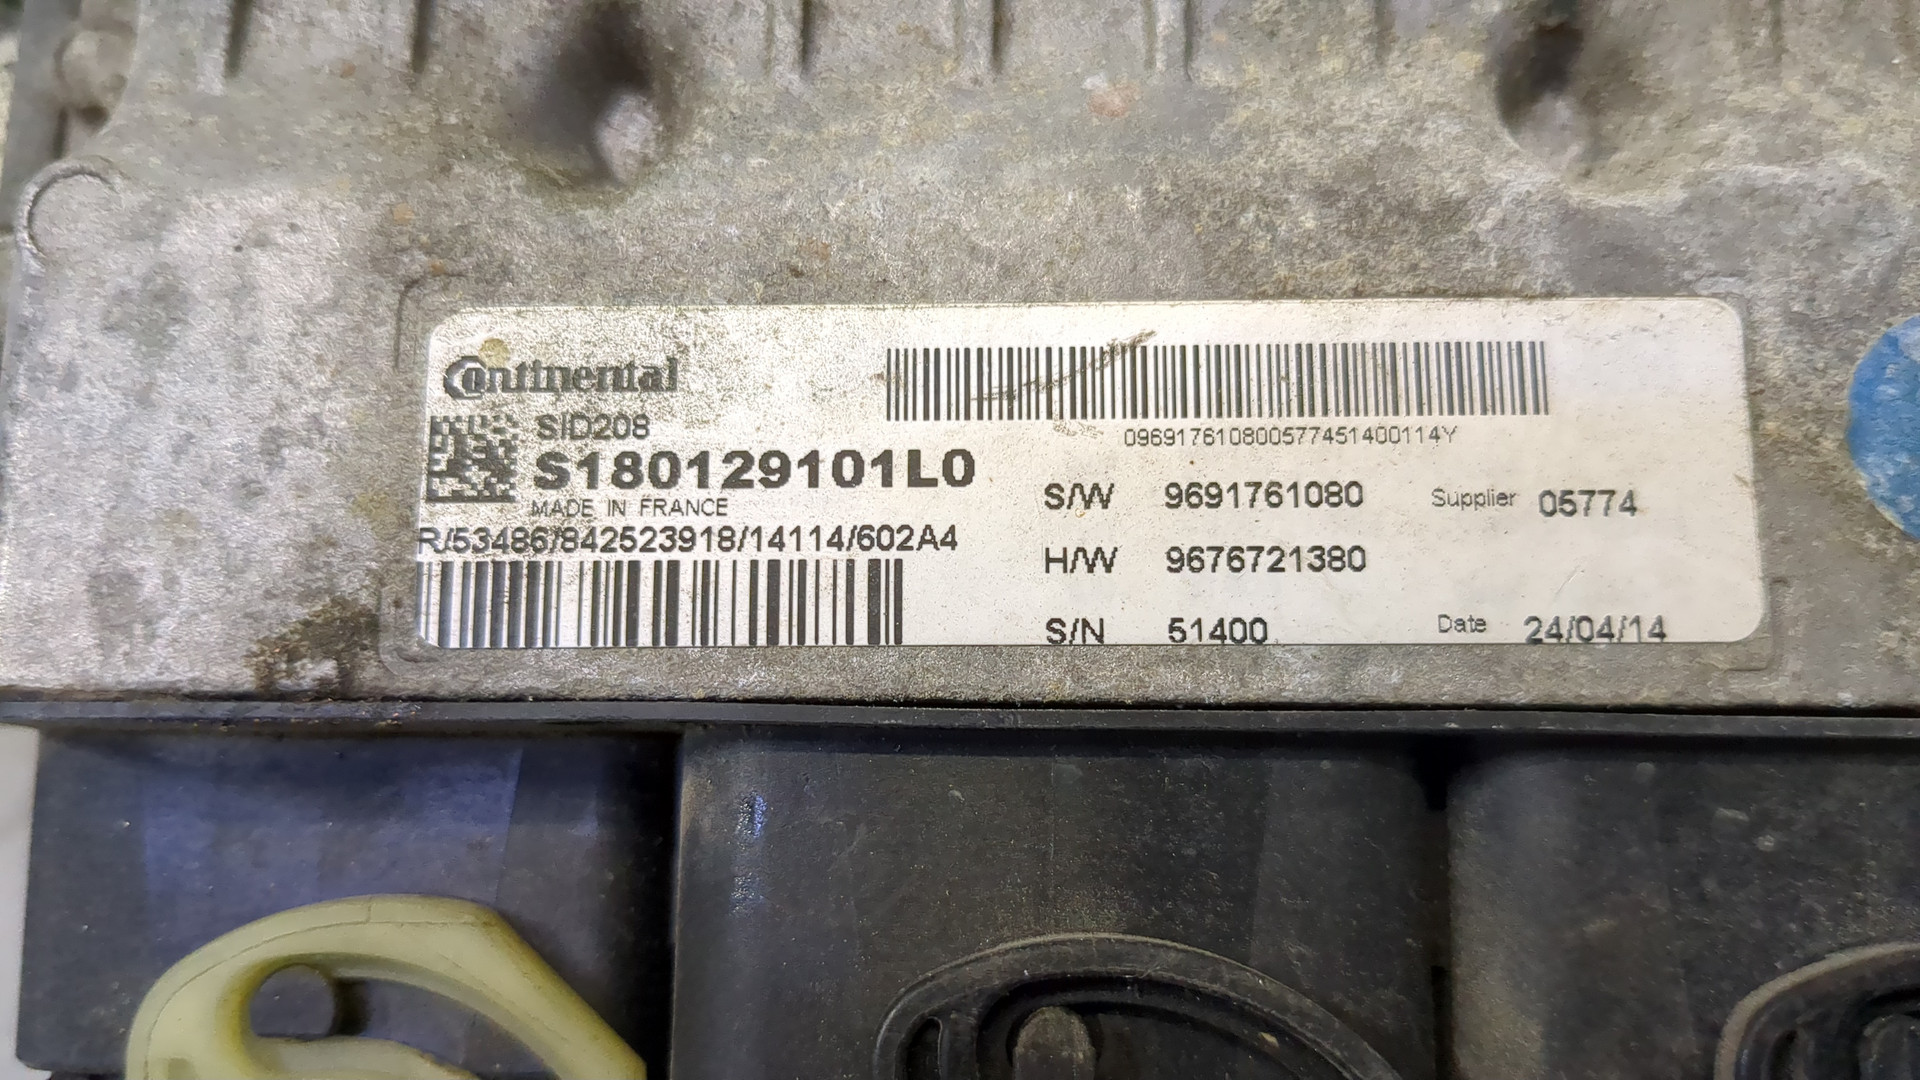 Continental
SID208
S180129101L0
MADE IN FRANCE
R/53486/842523918/14114/602A4
096917610800577451400114Y
S/W 9691761080 Supplier 05774
H/W 9676721380
S/N 51400 Date 24/04/14